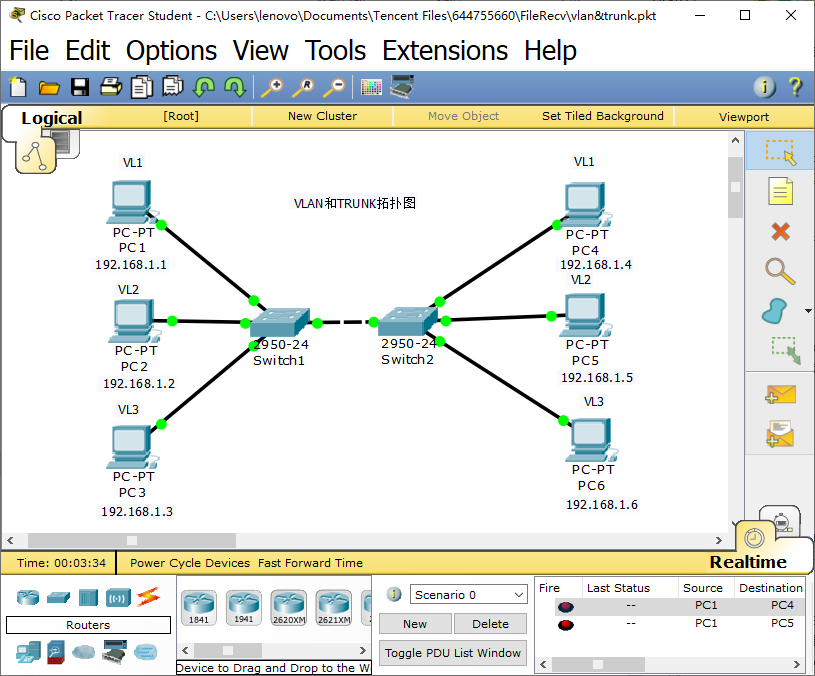 Cisco Packet Tracer Student - C:\Users\lenovo\Documents\Tencent Files\644755660\FileRecv\vlan&trunk.pkt
File Edit Options View Tools Extensions Help
Logical [Root] New Cluster Move Object Set Tiled Background Viewport
VLAN和TRUNK拓扑图
VL1
PC-PT
PC1
192.168.1.1
VL2
PC-PT
PC2
192.168.1.2
VL3
PC-PT
PC3
192.168.1.3
2950-24
Switch1
2950-24
Switch2
VL1
PC-PT
PC4
192.168.1.4
VL2
PC-PT
PC5
192.168.1.5
VL3
PC-PT
PC6
192.168.1.6
Time: 00:03:34 Power Cycle Devices Fast Forward Time
Realtime
Routers
1841 1941 2620XM 2621XM
Device to Drag and Drop to the W
Scenario 0
New Delete
Toggle PDU List Window
Fire Last Status Source Destination
-- PC1 PC4
-- PC1 PC5